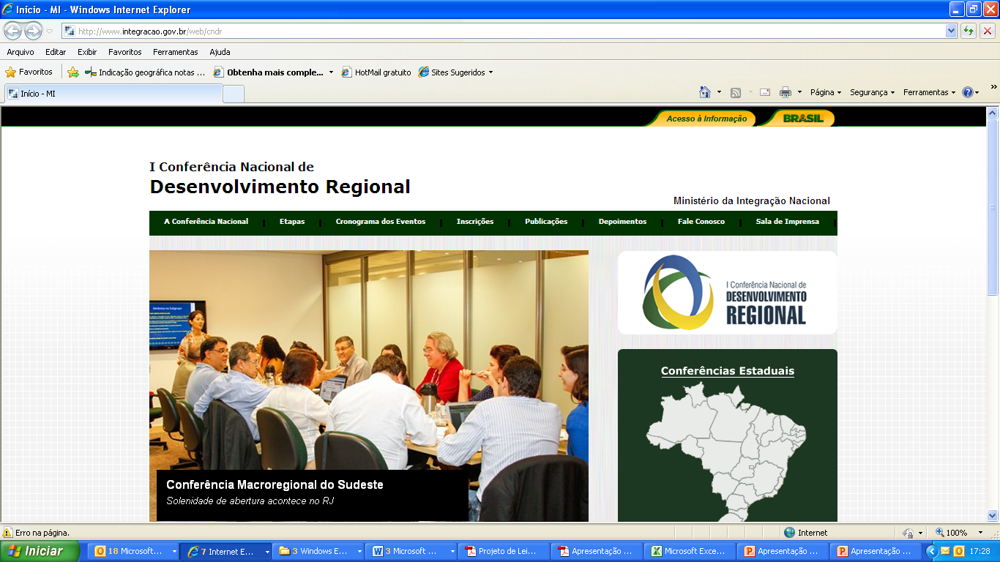 Início - MI - Windows Internet Explorer
http://www.integracao.gov.br/web/cndr
Arquivo Editar Exibir Favoritos Ferramentas Ajuda
Favoritos Indicação geográfica notas ... Obtenha mais comple... HotMail gratuito Sites Sugeridos
Início - MI Página Segurança Ferramentas
Acesso à Informação BRASIL
I Conferência Nacional de
Desenvolvimento Regional
Ministério da Integração Nacional
A Conferência Nacional Etapas Cronograma dos Eventos Inscrições Publicações Depoimentos Fale Conosco Sala de Imprensa
I Conferência Nacional de
DESENVOLVIMENTO
REGIONAL
Conferências Estaduais
Conferência Macroregional do Sudeste
Solenidade de abertura acontece no RJ
Erro na página. Internet 100%
Iniciar 18 Microsoft... 7 Internet E... 3 Windows E... 3 Microsoft ... Projeto de Lei... Apresentação ... Microsoft Exce... Apresentação ... Apresentação ... 17:28